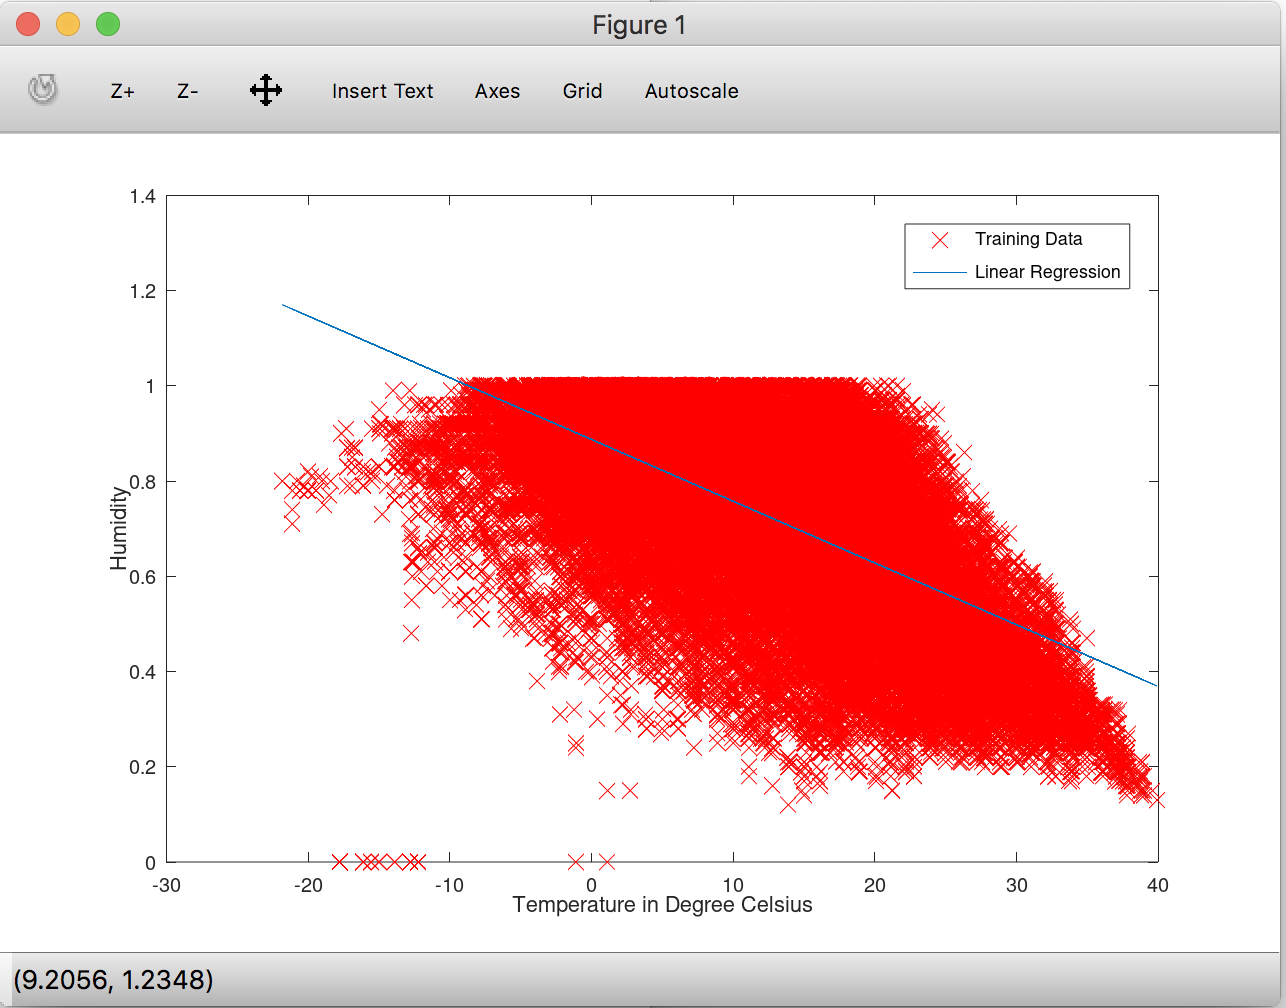 Figure 1
Z+ Z- Insert Text Axes Grid Autoscale
1.4
Training Data
Linear Regression
1.2
1
0.8
Humidity
0.6
0.4
0.2
0
-30 -20 -10 0 10 20 30 40
Temperature in Degree Celsius
(9.2056, 1.2348)